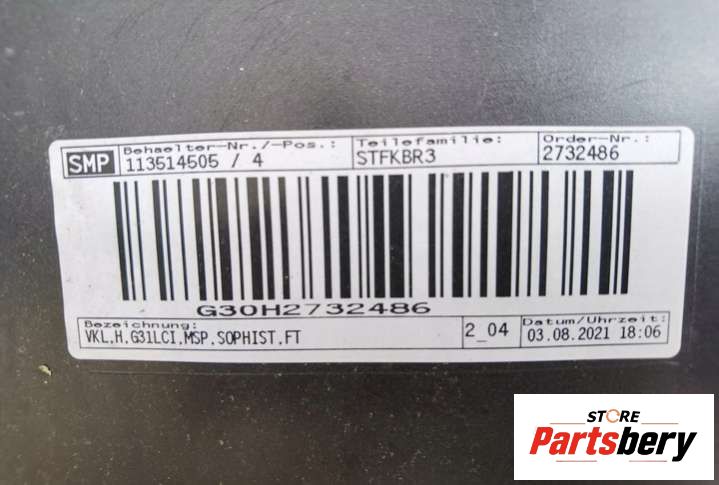 SMP
Behaelter-Nr./-Pos.:
113514505 / 4
Teilefamilie:
STFKBR3
Order-Nr.:
2732486
G30H2732486
Bezeichnung:
VKL,H,G31LCI,MSP,SOPHIST,FT
2_04
Datum/Uhrzeit:
03.08.2021 18:06
STORE
Partsbery